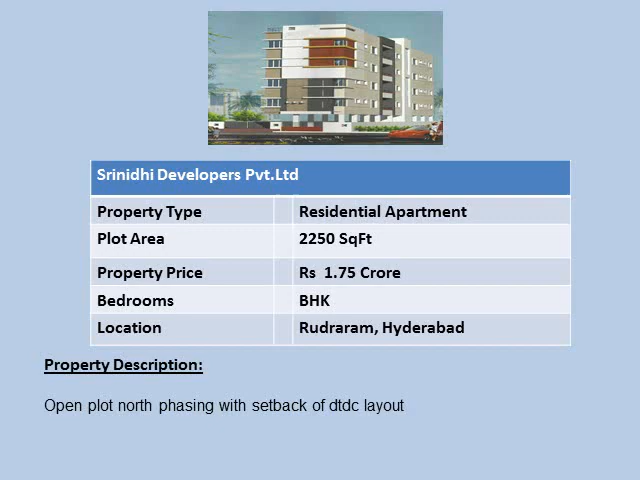 Srinidhi Developers Pvt.Ltd
Property Type Residential Apartment
Plot Area 2250 SqFt
Property Price Rs 1.75 Crore
Bedrooms BHK
Location Rudraram, Hyderabad
Property Description:
Open plot north phasing with setback of dtdc layout